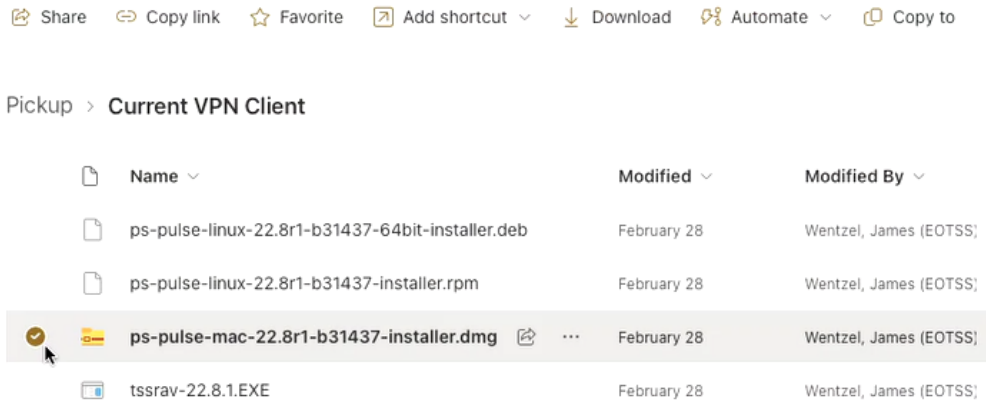 Share Copy link Favorite Add shortcut Download Automate Copy to
Pickup > Current VPN Client
Name Modified Modified By
ps-pulse-linux-22.8r1-b31437-64bit-installer.deb February 28 Wentzel, James (EOTSS)
ps-pulse-linux-22.8r1-b31437-installer.rpm February 28 Wentzel, James (EOTSS)
ps-pulse-mac-22.8r1-b31437-installer.dmg ... February 28 Wentzel, James (EOTSS)
tssrav-22.8.1.EXE February 28 Wentzel, James (EOTSS)